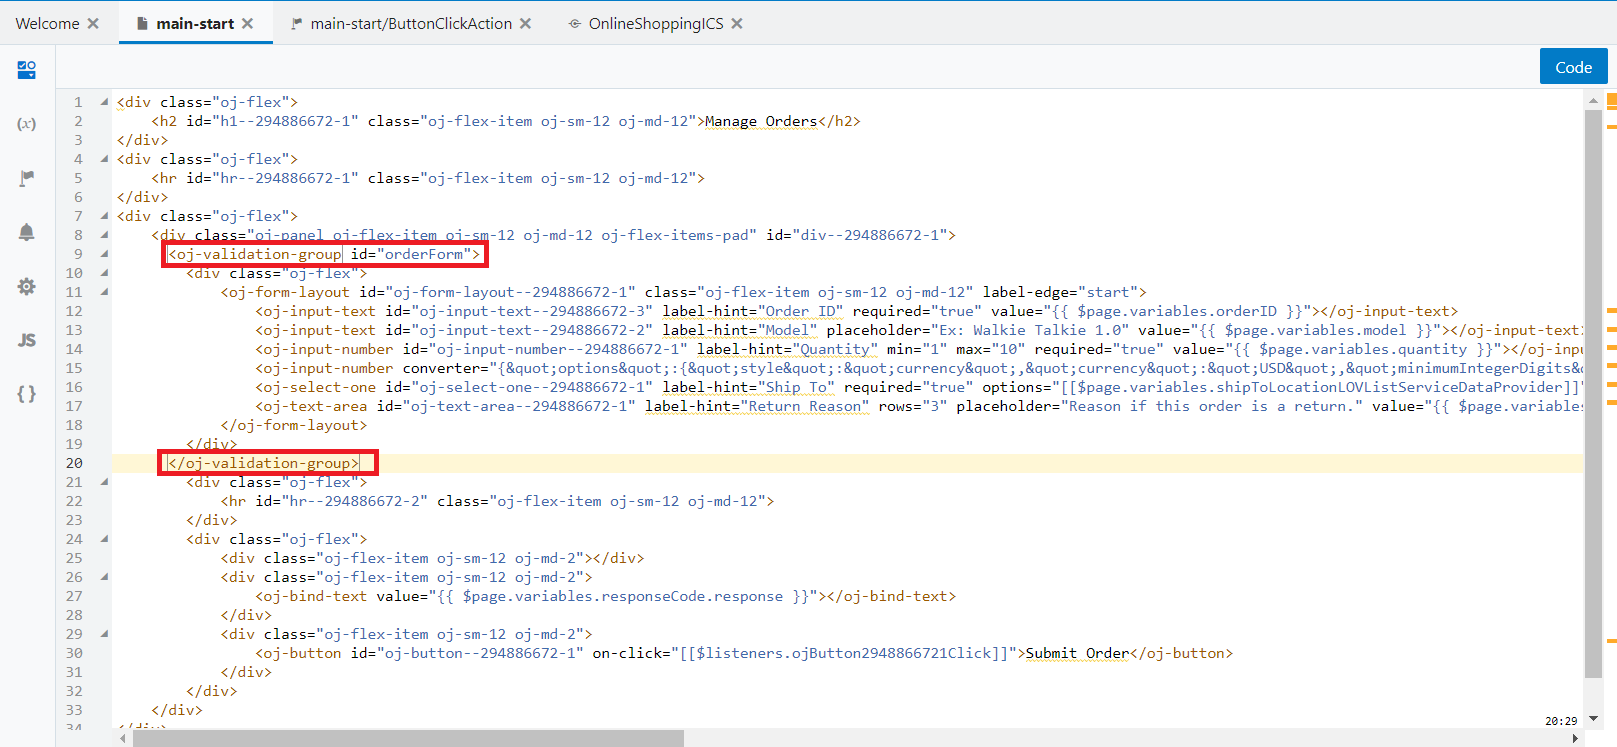 Welcome ✕ main-start ✕ main-start/ButtonClickAction ✕ OnlineShoppingICS ✕
Code
(x)
JS
{ }
1 <div class="oj-flex">
2 <h2 id="h1--294886672-1" class="oj-flex-item oj-sm-12 oj-md-12">Manage Orders</h2>
3 </div>
4 <div class="oj-flex">
5 <hr id="hr--294886672-1" class="oj-flex-item oj-sm-12 oj-md-12">
6 </div>
7 <div class="oj-flex">
8 <div class="oj-panel oj-flex-item oj-sm-12 oj-md-12 oj-flex-items-pad" id="div--294886672-1">
9 <oj-validation-group id="orderForm">
10 <div class="oj-flex">
11 <oj-form-layout id="oj-form-layout--294886672-1" class="oj-flex-item oj-sm-12 oj-md-12" label-edge="start">
12 <oj-input-text id="oj-input-text--294886672-3" label-hint="Order ID" required="true" value="{{ $page.variables.orderID }}"></oj-input-text>
13 <oj-input-text id="oj-input-text--294886672-2" label-hint="Model" placeholder="Ex: Walkie Talkie 1.0" value="{{ $page.variables.model }}"></oj-input-text>
14 <oj-input-number id="oj-input-number--294886672-1" label-hint="Quantity" min="1" max="10" required="true" value="{{ $page.variables.quantity }}"></oj-inpu
15 <oj-input-number converter="{&quot;options&quot;:{&quot;style&quot;:&quot;currency&quot;,&quot;currency&quot;:&quot;USD&quot;,&quot;minimumIntegerDigits&
16 <oj-select-one id="oj-select-one--294886672-1" label-hint="Ship To" required="true" options="[[$page.variables.shipToLocationLOVListServiceDataProvider]]"
17 <oj-text-area id="oj-text-area--294886672-1" label-hint="Return Reason" rows="3" placeholder="Reason if this order is a return." value="{{ $page.variables
18 </oj-form-layout>
19 </div>
20 </oj-validation-group>
21 <div class="oj-flex">
22 <hr id="hr--294886672-2" class="oj-flex-item oj-sm-12 oj-md-12">
23 </div>
24 <div class="oj-flex">
25 <div class="oj-flex-item oj-sm-12 oj-md-2"></div>
26 <div class="oj-flex-item oj-sm-12 oj-md-2">
27 <oj-bind-text value="{{ $page.variables.responseCode.response }}"></oj-bind-text>
28 </div>
29 <div class="oj-flex-item oj-sm-12 oj-md-2">
30 <oj-button id="oj-button--294886672-1" on-click="[[$listeners.ojButton2948866721Click]]">Submit Order</oj-button>
31 </div>
32 </div>
33 </div>
34 </div>
20:29